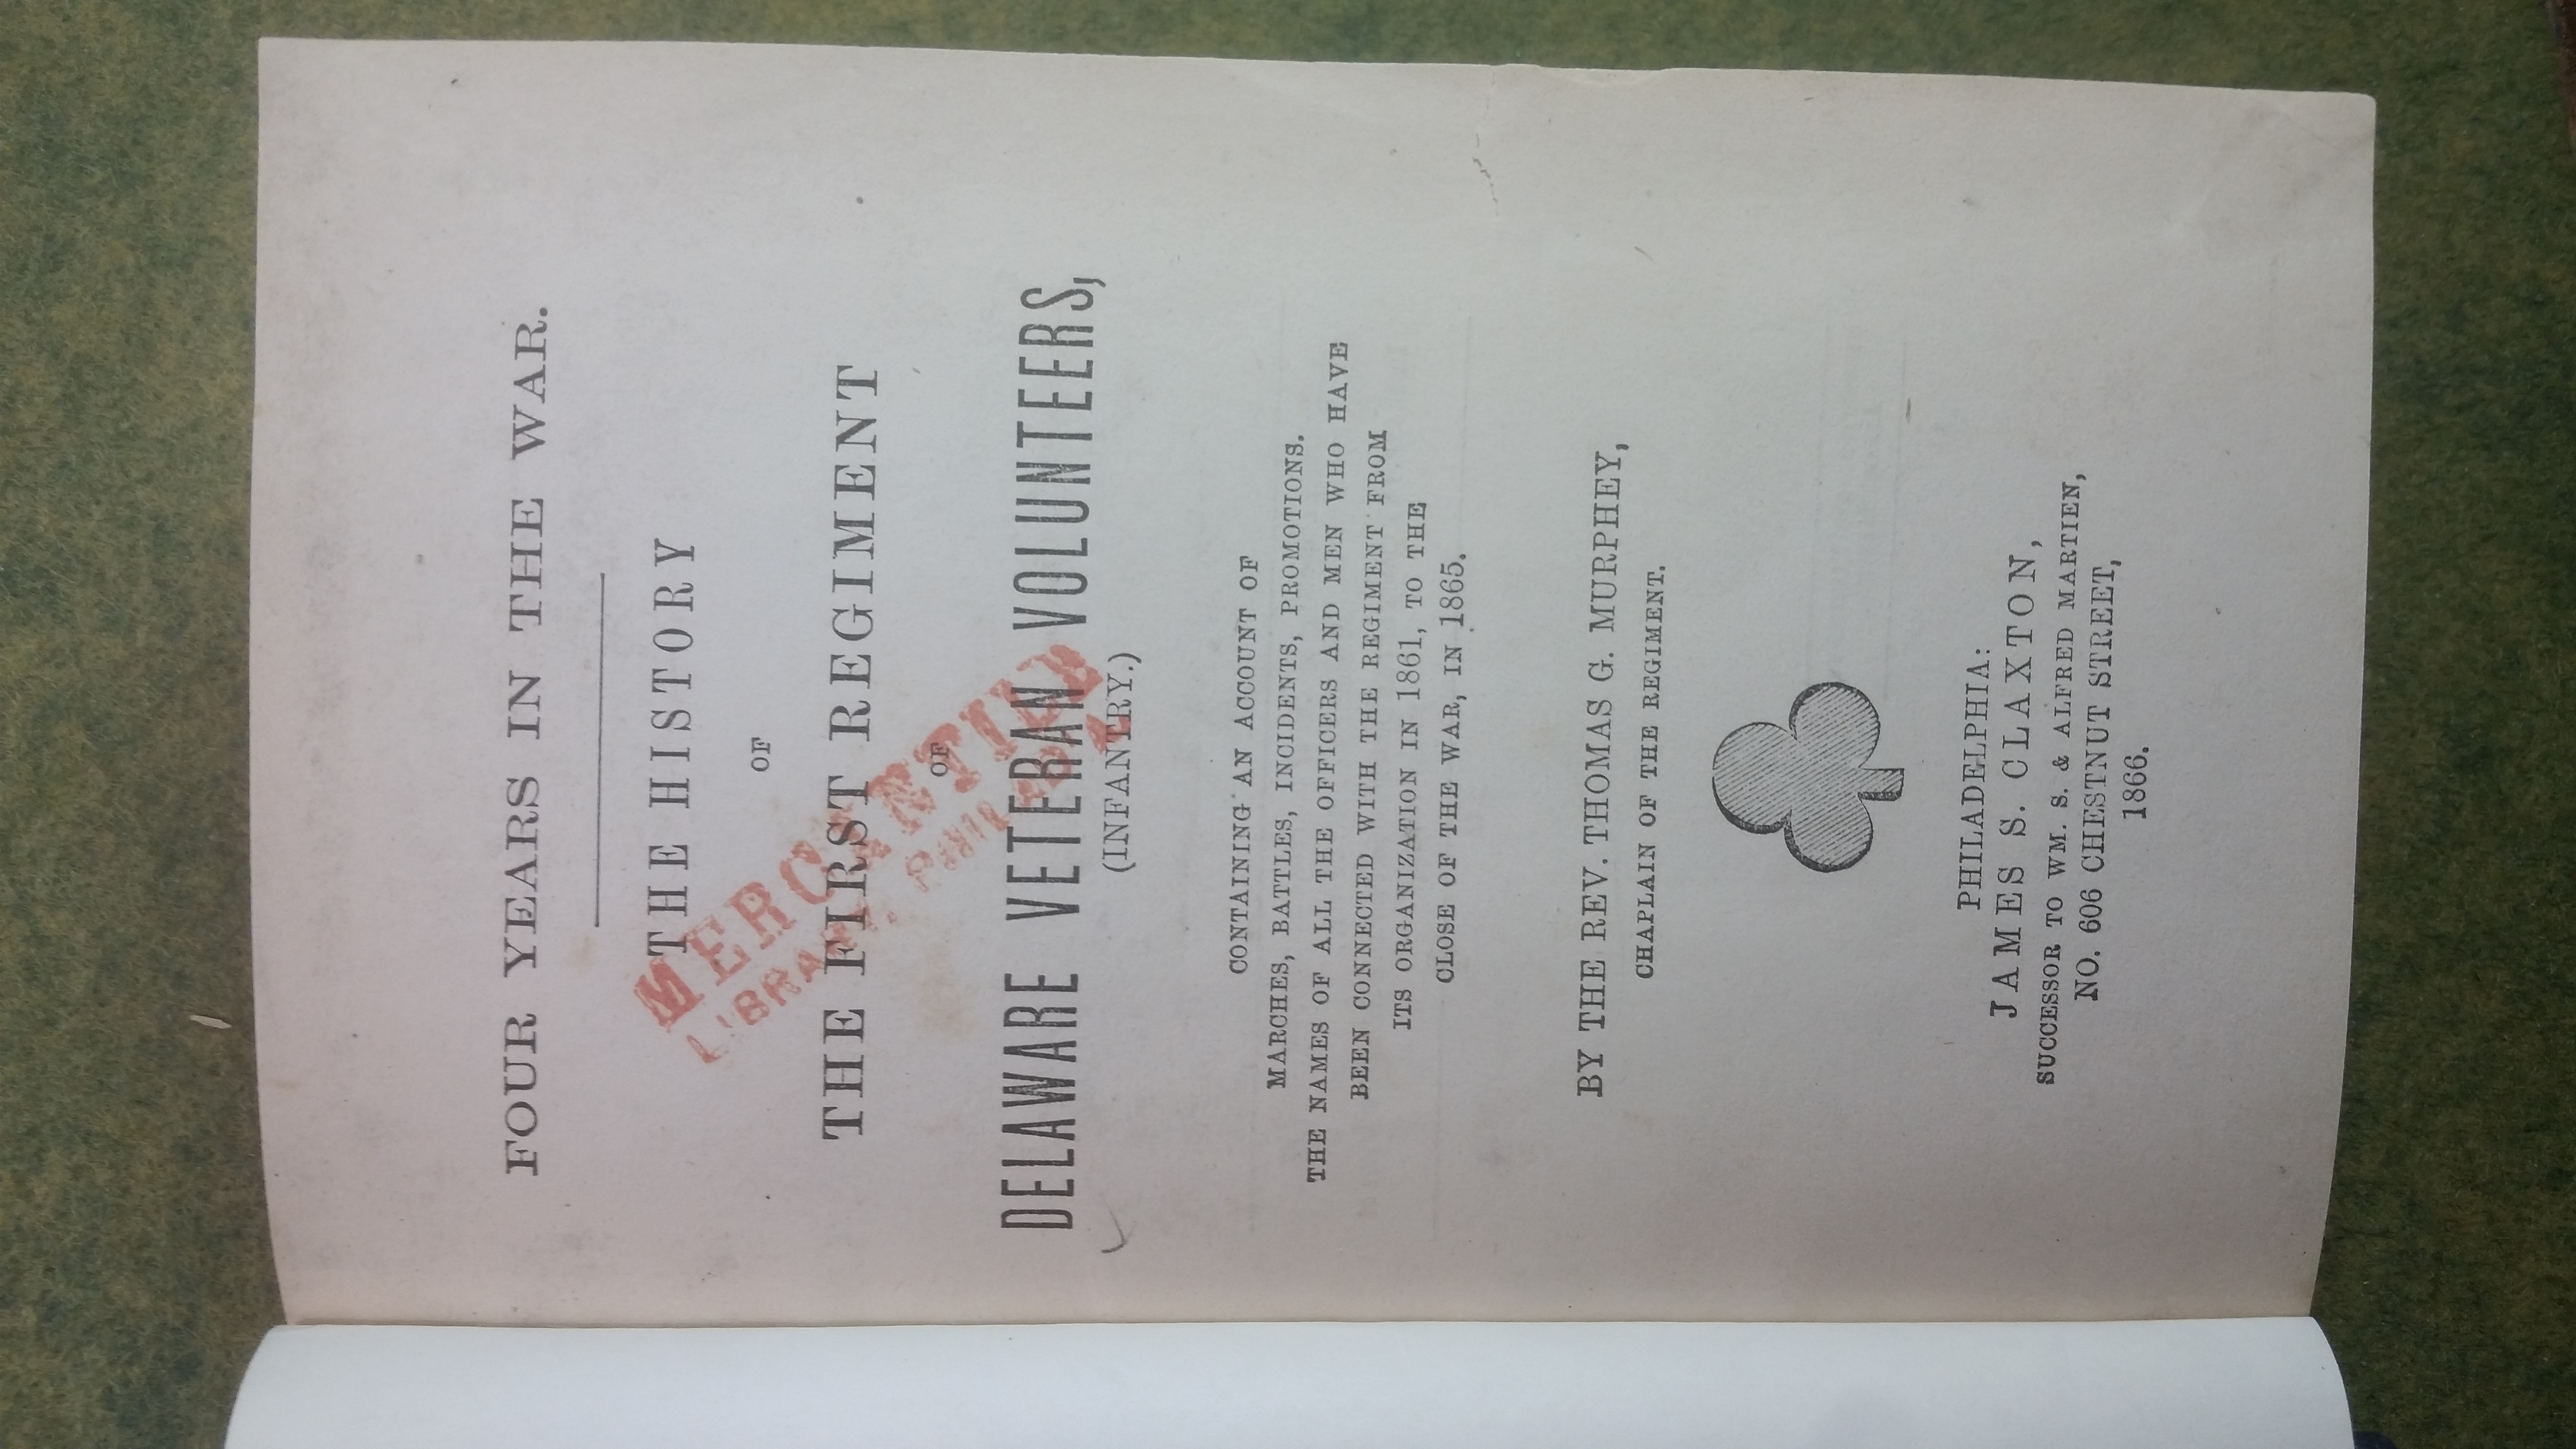 FOUR YEARS IN THE WAR.
THE HISTORY
OF
THE FIRST REGIMENT
OF
DELAWARE VETERAN VOLUNTEERS,
(INFANTRY.)
MERCANTILE
LIBRARY, PHILAD'A
CONTAINING AN ACCOUNT OF
MARCHES, BATTLES, INCIDENTS, PROMOTIONS.
THE NAMES OF ALL THE OFFICERS AND MEN WHO HAVE
BEEN CONNECTED WITH THE REGIMENT FROM
ITS ORGANIZATION IN 1861, TO THE
CLOSE OF THE WAR, IN 1865.
BY THE REV. THOMAS G. MURPHEY,
CHAPLAIN OF THE REGIMENT.
PHILADELPHIA:
JAMES S. CLAXTON,
SUCCESSOR TO WM. S. & ALFRED MARTIEN,
NO. 606 CHESTNUT STREET,
1866.